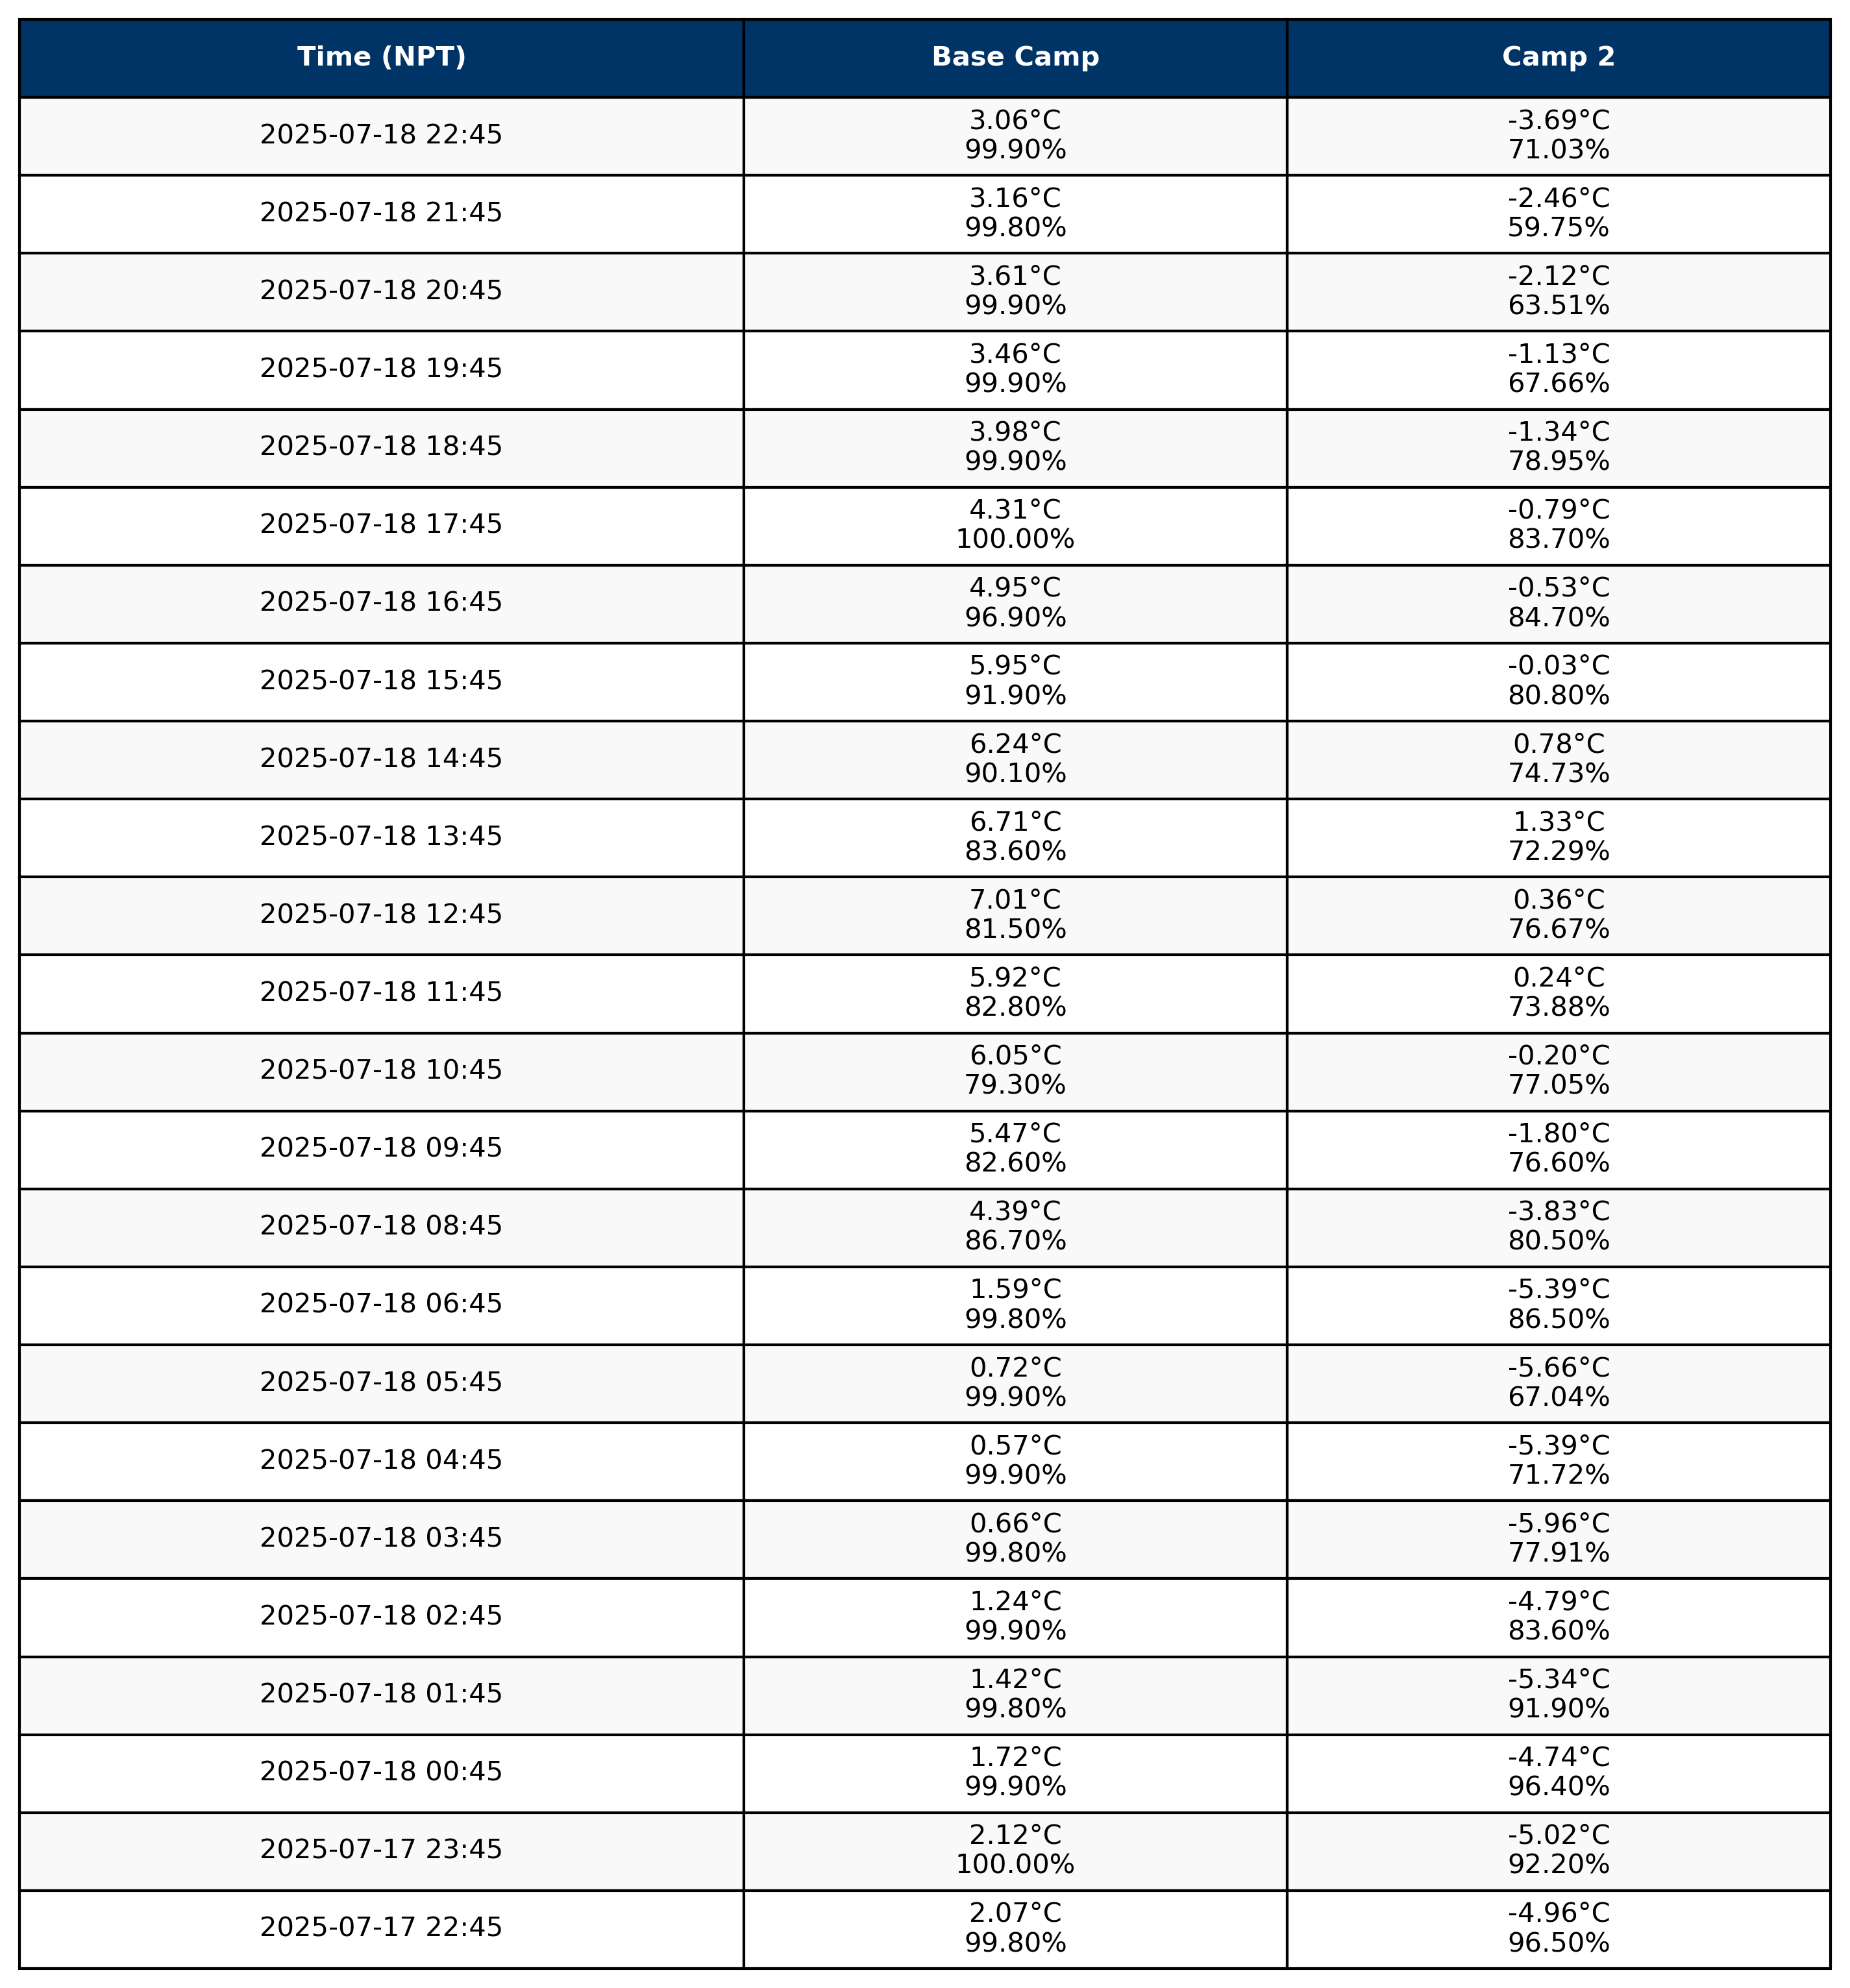 Time (NPT) Base Camp Camp 2
2025-07-18 22:45 3.06°C 99.90% -3.69°C 71.03%
2025-07-18 21:45 3.16°C 99.80% -2.46°C 59.75%
2025-07-18 20:45 3.61°C 99.90% -2.12°C 63.51%
2025-07-18 19:45 3.46°C 99.90% -1.13°C 67.66%
2025-07-18 18:45 3.98°C 99.90% -1.34°C 78.95%
2025-07-18 17:45 4.31°C 100.00% -0.79°C 83.70%
2025-07-18 16:45 4.95°C 96.90% -0.53°C 84.70%
2025-07-18 15:45 5.95°C 91.90% -0.03°C 80.80%
2025-07-18 14:45 6.24°C 90.10% 0.78°C 74.73%
2025-07-18 13:45 6.71°C 83.60% 1.33°C 72.29%
2025-07-18 12:45 7.01°C 81.50% 0.36°C 76.67%
2025-07-18 11:45 5.92°C 82.80% 0.24°C 73.88%
2025-07-18 10:45 6.05°C 79.30% -0.20°C 77.05%
2025-07-18 09:45 5.47°C 82.60% -1.80°C 76.60%
2025-07-18 08:45 4.39°C 86.70% -3.83°C 80.50%
2025-07-18 06:45 1.59°C 99.80% -5.39°C 86.50%
2025-07-18 05:45 0.72°C 99.90% -5.66°C 67.04%
2025-07-18 04:45 0.57°C 99.90% -5.39°C 71.72%
2025-07-18 03:45 0.66°C 99.80% -5.96°C 77.91%
2025-07-18 02:45 1.24°C 99.90% -4.79°C 83.60%
2025-07-18 01:45 1.42°C 99.80% -5.34°C 91.90%
2025-07-18 00:45 1.72°C 99.90% -4.74°C 96.40%
2025-07-17 23:45 2.12°C 100.00% -5.02°C 92.20%
2025-07-17 22:45 2.07°C 99.80% -4.96°C 96.50%